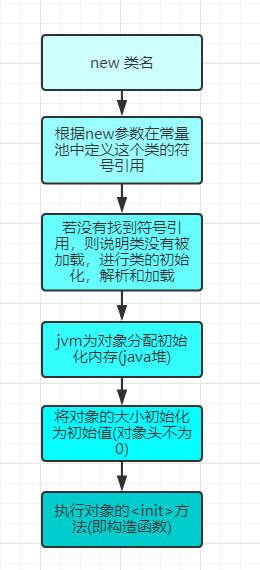 new 类名
根据new参数在常量
池中定义这个类的符
号引用
若没有找到符号引
用，则说明类没有被
加载，进行类的初始
化，解析和加载
jvm为对象分配初始
化内存(java堆)
将对象的大小初始化
为初始值(对象头不为
0)
执行对象的<init>方
法(即构造函数)